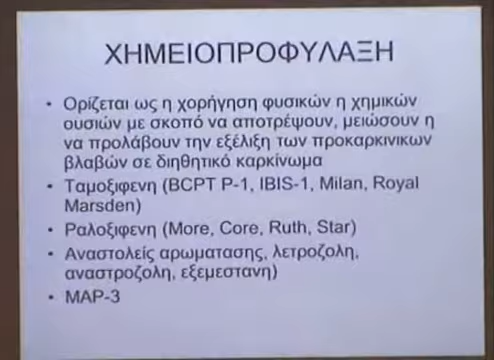 ΧΗΜΕΙΟΠΡΟΦΥΛΑΞΗ
• Ορίζεται ως η χορήγηση φυσικών η χημικών
ουσιών με σκοπό να αποτρέψουν, μειώσουν η
να προλάβουν την εξέλιξη των προκαρκινικων
βλαβών σε διηθητικό καρκίνωμα
• Ταμοξιφενη (BCPT P-1, IBIS-1, Milan, Royal
Marsden)
• Ραλοξιφενη (More, Core, Ruth, Star)
• Αναστολείς αρωματασης, λετροζολη,
αναστροζολη, εξεμεστανη)
• MAP-3